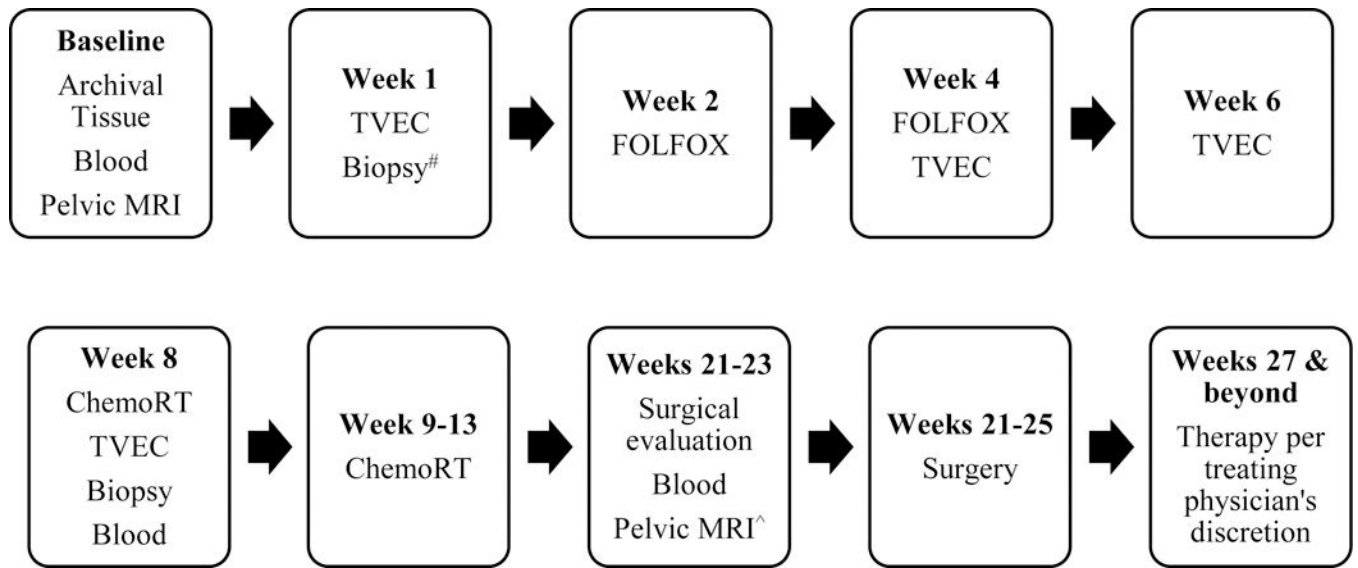 Baseline
Archival
Tissue
Blood
Pelvic MRI
Week 1
TVEC
Biopsy#
Week 2
FOLFOX
Week 4
FOLFOX
TVEC
Week 6
TVEC
Week 8
ChemoRT
TVEC
Biopsy
Blood
Week 9-13
ChemoRT
Weeks 21-23
Surgical
evaluation
Blood
Pelvic MRI^
Weeks 21-25
Surgery
Weeks 27 &
beyond
Therapy per
treating
physician's
discretion